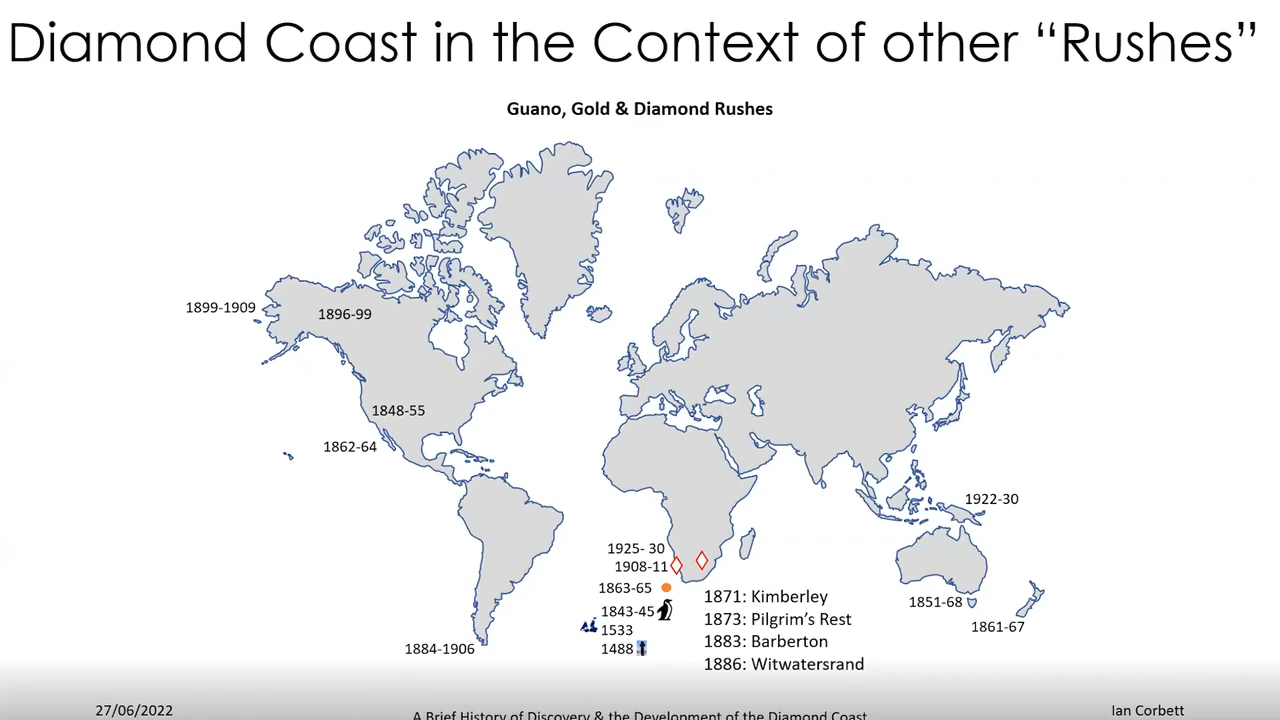 Diamond Coast in the Context of other “Rushes”
Guano, Gold & Diamond Rushes
1899-1909
1896-99
1848-55
1862-64
1922-30
1925- 30
1908-11
1863-65
1843-45
1533
1488
1884-1906
1871: Kimberley
1873: Pilgrim’s Rest
1883: Barberton
1886: Witwatersrand
1851-68
1861-67
27/06/2022
A Brief History of Discovery & the Development of the Diamond Coast
Ian Corbett